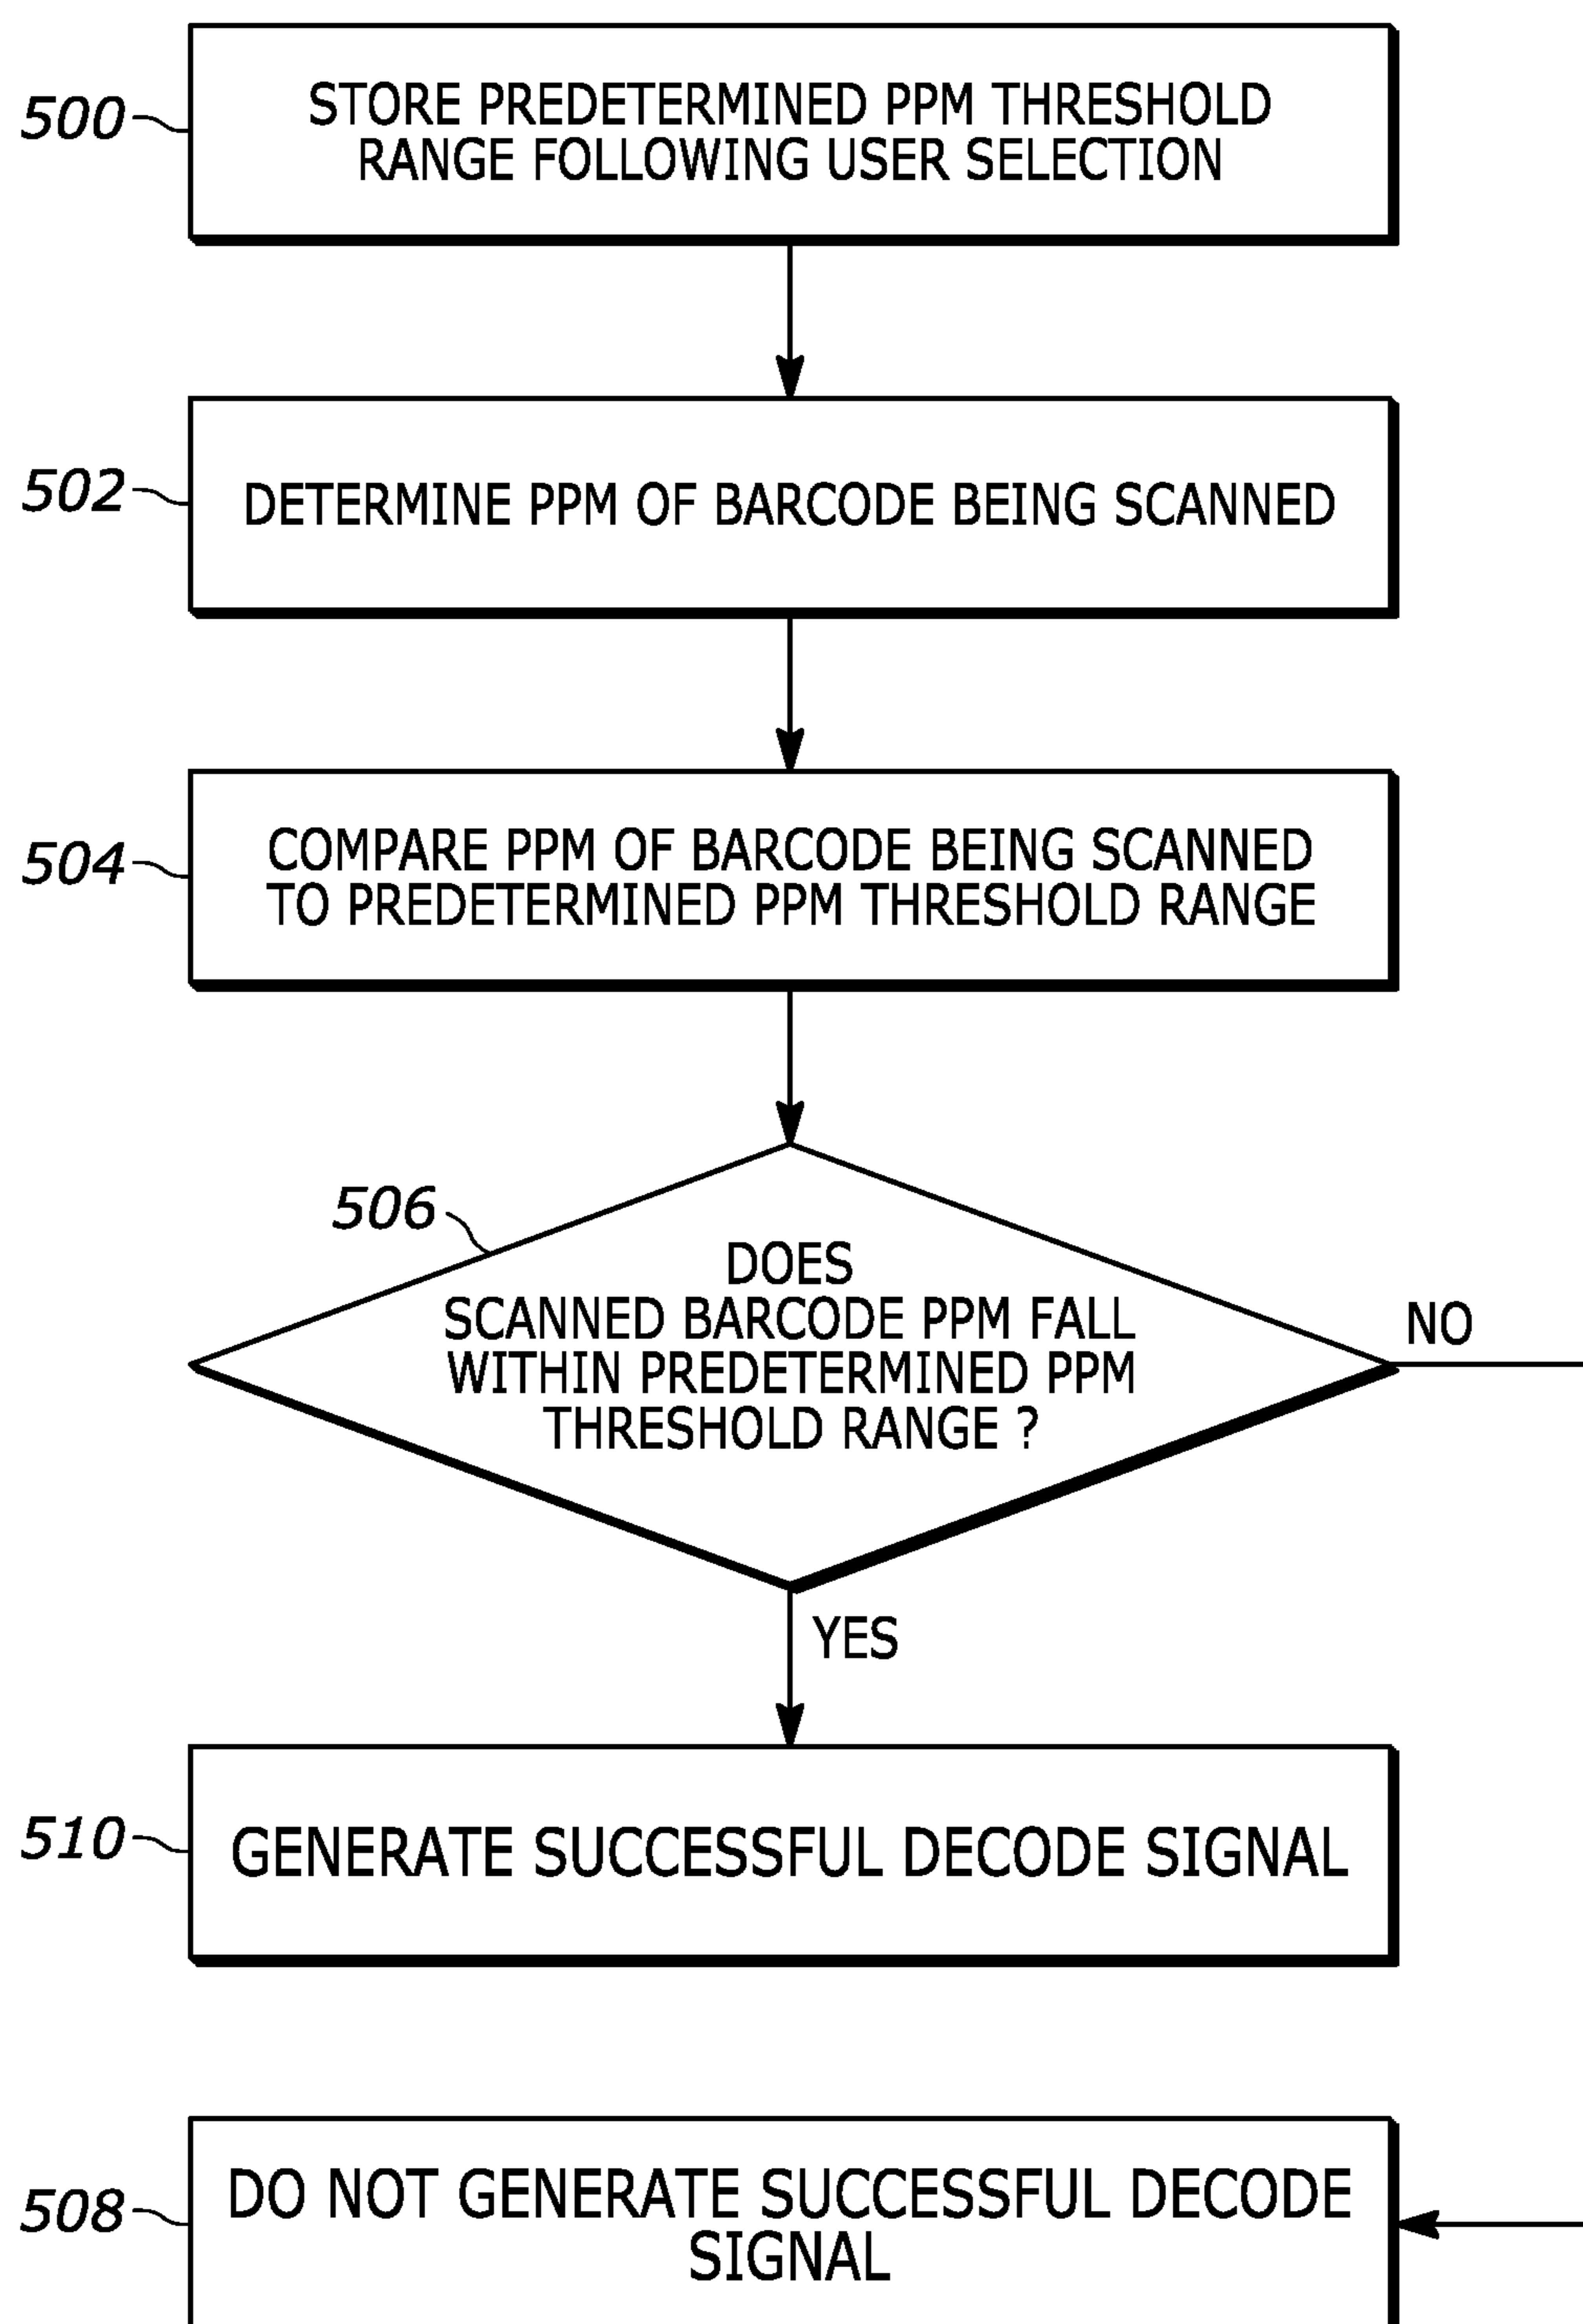 500
STORE PREDETERMINED PPM THRESHOLD
RANGE FOLLOWING USER SELECTION
502
DETERMINE PPM OF BARCODE BEING SCANNED
504
COMPARE PPM OF BARCODE BEING SCANNED
TO PREDETERMINED PPM THRESHOLD RANGE
506
DOES
SCANNED BARCODE PPM FALL
WITHIN PREDETERMINED PPM
THRESHOLD RANGE ?
NO
YES
510
GENERATE SUCCESSFUL DECODE SIGNAL
508
DO NOT GENERATE SUCCESSFUL DECODE
SIGNAL